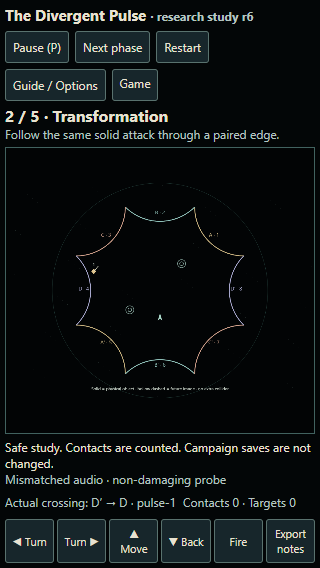 The Divergent Pulse · research study r6
Pause (P)
Next phase
Restart
Guide / Options
Game
2 / 5 · Transformation
Follow the same solid attack through a paired edge.
Safe study. Contacts are counted. Campaign saves are not
changed.
Mismatched audio · non-damaging probe
Actual crossing: D′ → D · pulse-1 Contacts 0 · Targets 0
◀ Turn
Turn ▶
▲
Move
▼ Back
Fire
Export
notes